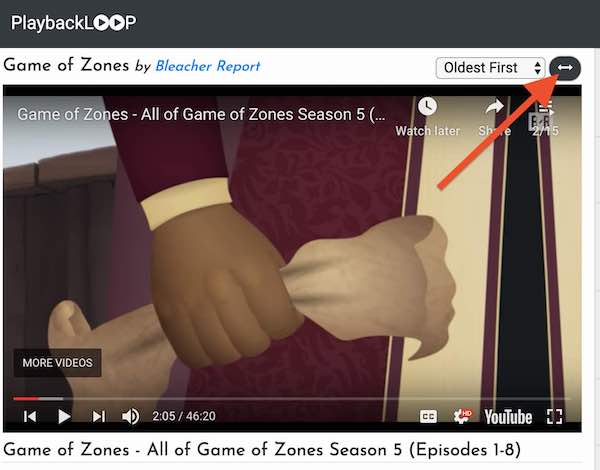 PlaybackLOOP
Game of Zones by Bleacher Report
Oldest First
Game of Zones - All of Game of Zones Season 5 (...
Watch later
Share
2/15
B R
MORE VIDEOS
2:05 / 46:20
CC
HD
YouTube
Game of Zones - All of Game of Zones Season 5 (Episodes 1-8)